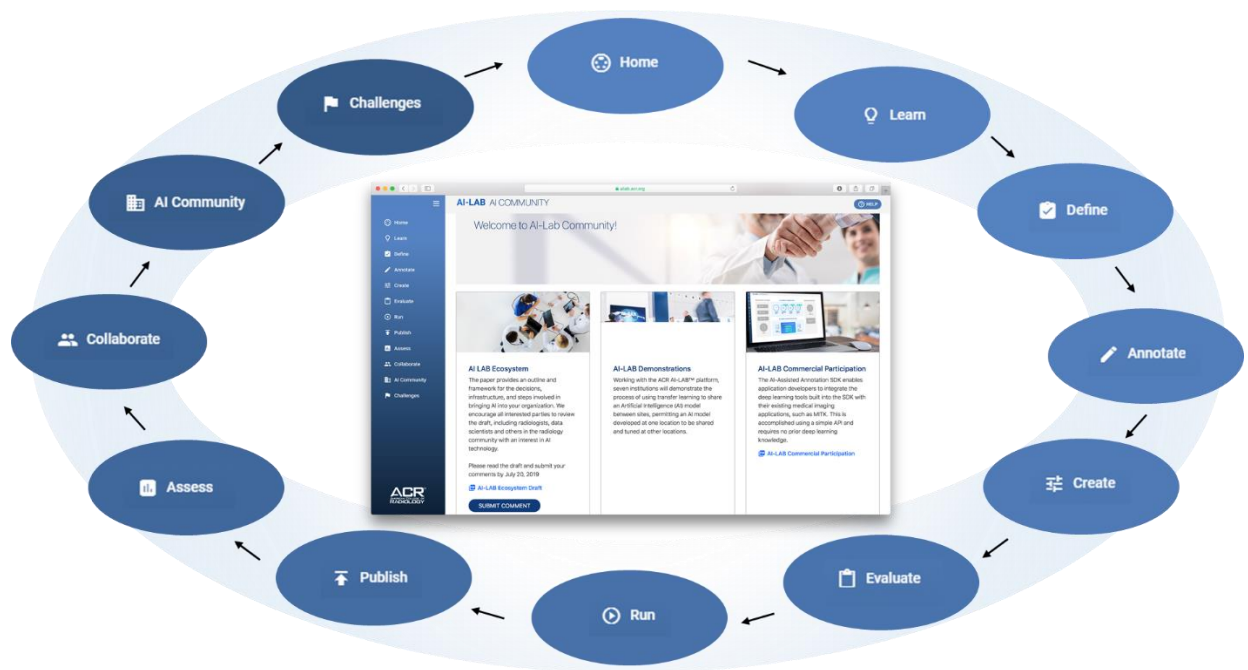 Home
Learn
Define
Annotate
Create
Evaluate
Run
Publish
Assess
Collaborate
AI Community
Challenges
AI-LAB AI COMMUNITY
HELP
Home
Learn
Define
Annotate
Create
Evaluate
Run
Publish
Assess
Collaborate
AI Community
Challenges
ACR
RADIOLOGY
Welcome to AI-Lab Community!
AI LAB Ecosystem
The paper provides an outline and
framework for the decisions,
infrastructure, and steps involved in
bringing AI into your organization. We
encourage all interested parties to review
the draft, including radiologists, data
scientists and others in the radiology
community with an interest in AI
technology.
Please read the draft and submit your
comments by July 20, 2019
AI-LAB Ecosystem Draft
SUBMIT COMMENT
AI-LAB Demonstrations
Working with the ACR AI-LAB™ platform,
seven institutions will demonstrate the
process of using transfer learning to share
an Artificial Intelligence (AI) model
between sites, permitting an AI model
developed at one location to be shared
and tuned at other locations.
AI-LAB Commercial Participation
The AI-Assisted Annotation SDK enables
application developers to integrate the
deep learning tools built into the SDK with
their existing medical imaging
applications, such as MITK. This is
accomplished using a simple API and
requires no prior deep learning
knowledge.
AI-LAB Commercial Participation